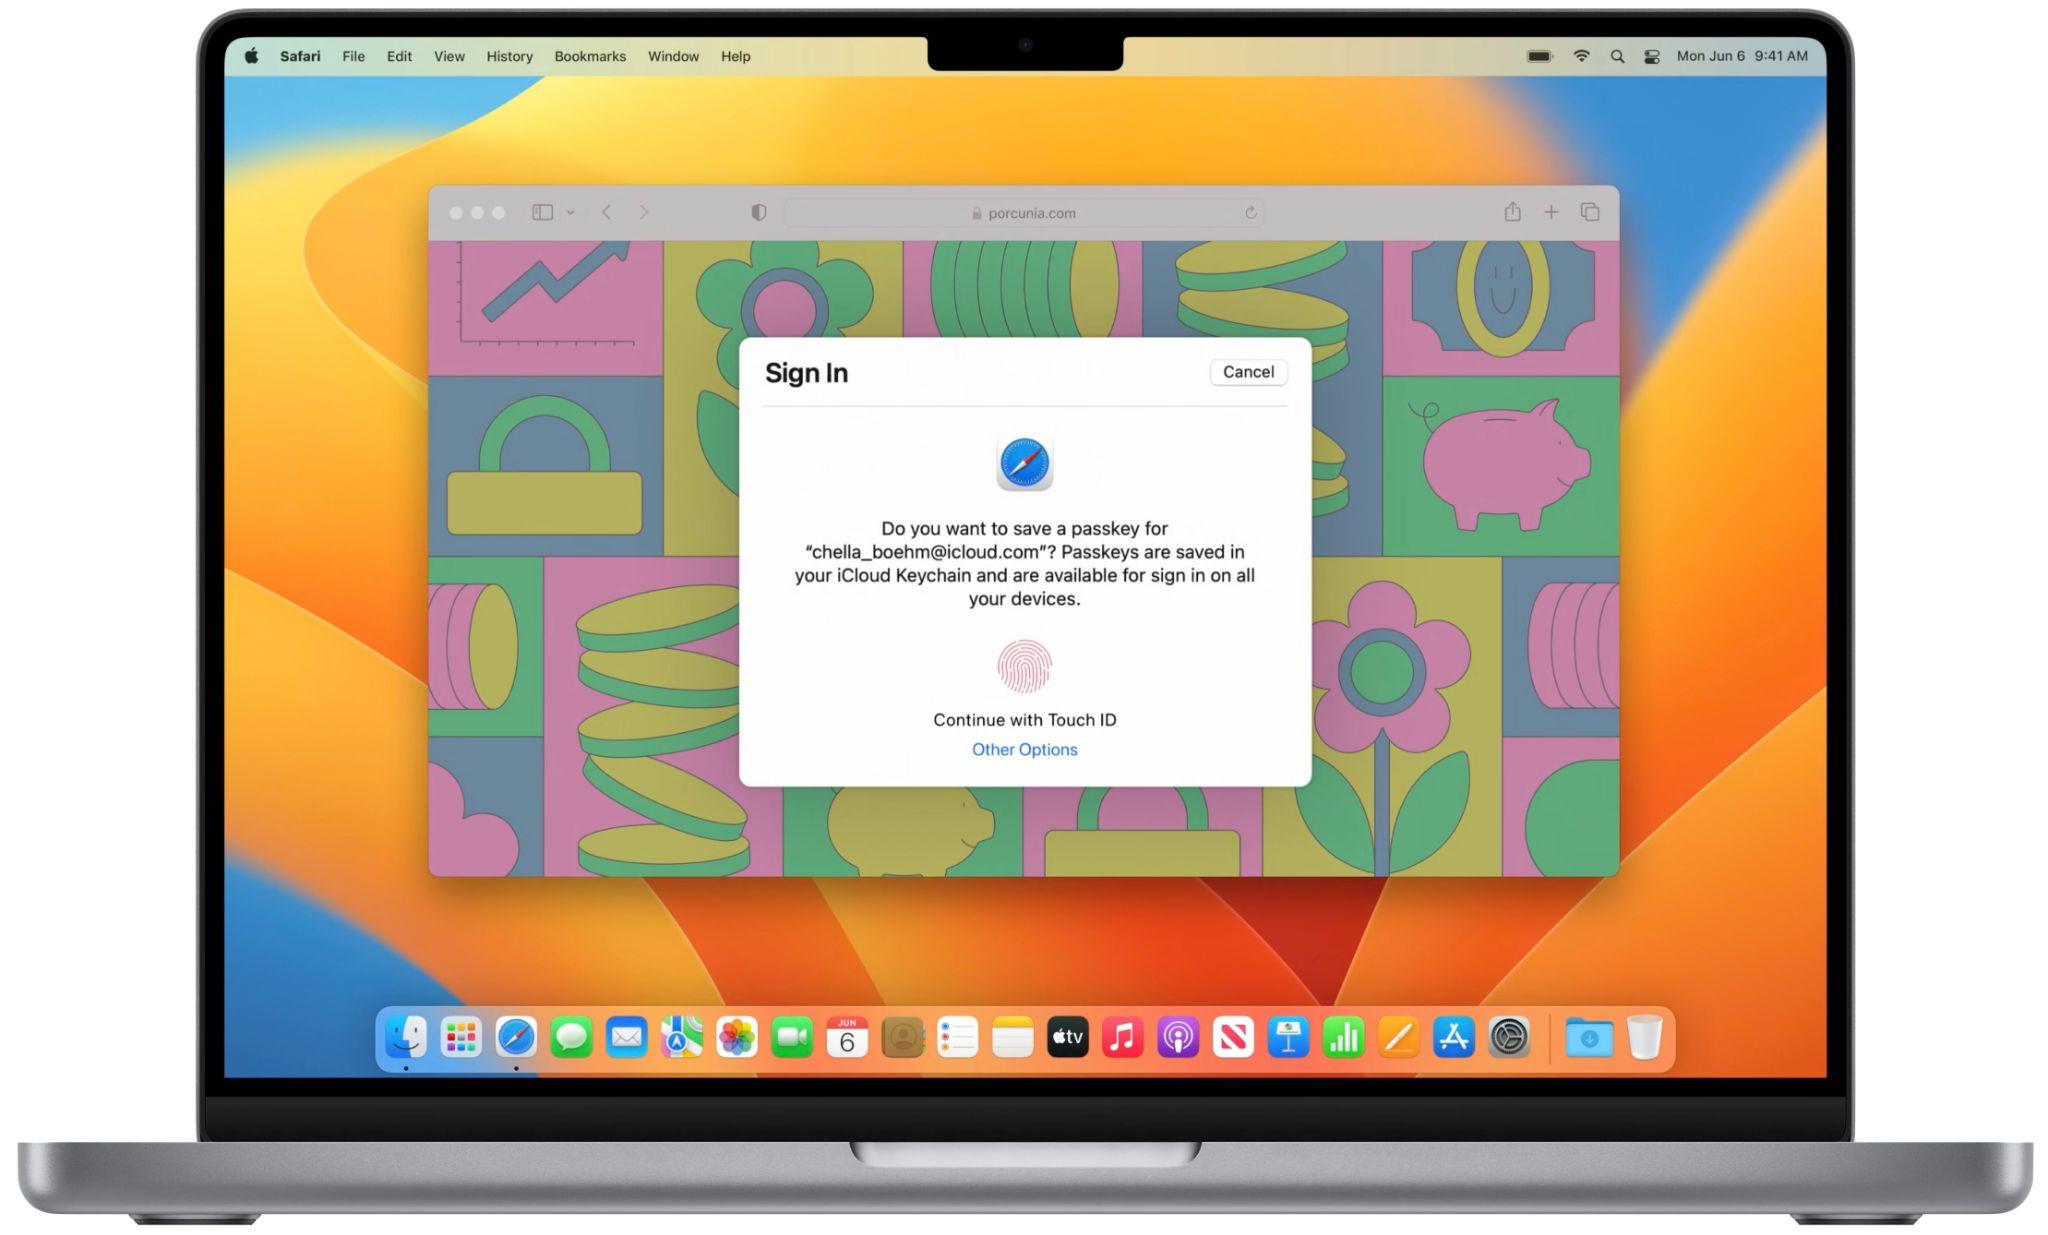 Safari File Edit View History Bookmarks Window Help Mon Jun 6 9:41 AM
porcunia.com
Sign In Cancel
Do you want to save a passkey for
“chella_boehm@icloud.com”? Passkeys are saved in
your iCloud Keychain and are available for sign in on all
your devices.
Continue with Touch ID
Other Options
JUN
6
tv